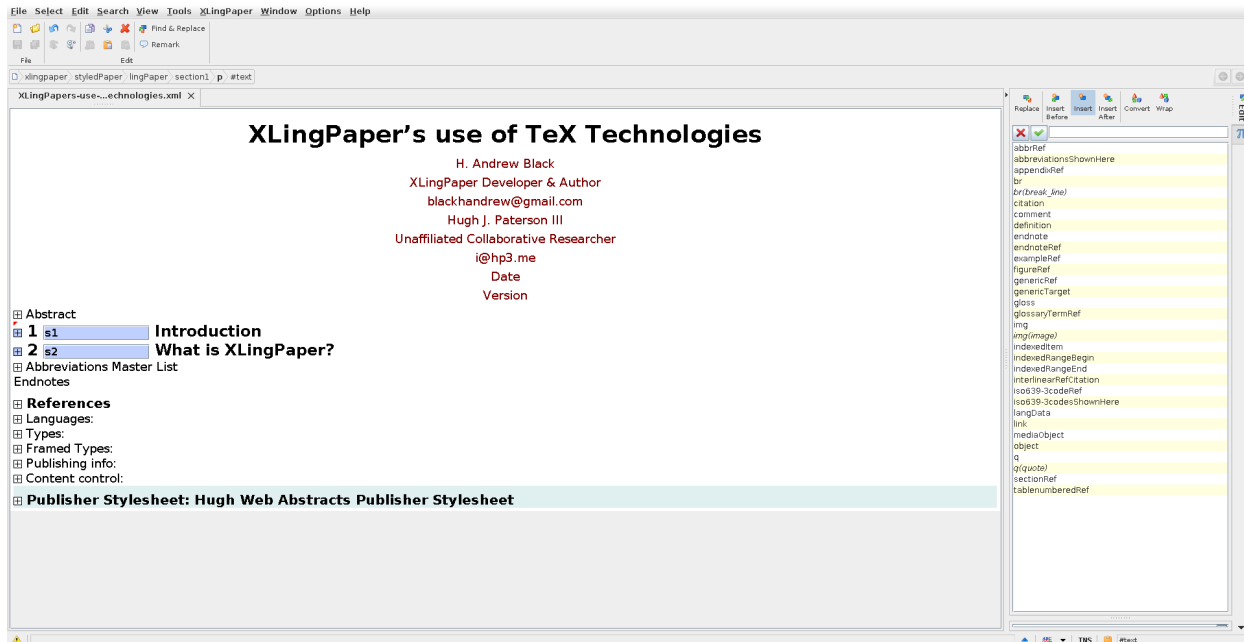 File Select Edit Search View Tools XLingPaper Window Options Help
Find & Replace
Remark
File Edit
xlingpaper styledPaper lingPaper section1 p #text
XLingPapers-use-...echnologies.xml
XLingPaper’s use of TeX Technologies
H. Andrew Black
XLingPaper Developer & Author
blackhandrew@gmail.com
Hugh J. Paterson III
Unaffiliated Collaborative Researcher
i@hp3.me
Date
Version
Abstract
1 s1 Introduction
2 s2 What is XLingPaper?
Abbreviations Master List
Endnotes
References
Languages:
Types:
Framed Types:
Publishing info:
Content control:
Publisher Stylesheet: Hugh Web Abstracts Publisher Stylesheet
Replace Insert Before Insert Insert After Convert Wrap
Edit
abbrRef
abbreviationsShownHere
appendixRef
br
br(break_line)
citation
comment
definition
endnote
endnoteRef
exampleRef
figureRef
genericRef
genericTarget
gloss
glossaryTermRef
img
img(image)
indexedItem
indexedRangeBegin
indexedRangeEnd
interlinearRefCitation
iso639-3codeRef
iso639-3codesShownHere
langData
link
mediaObject
object
q
q(quote)
sectionRef
tablenumberedRef
INS #text